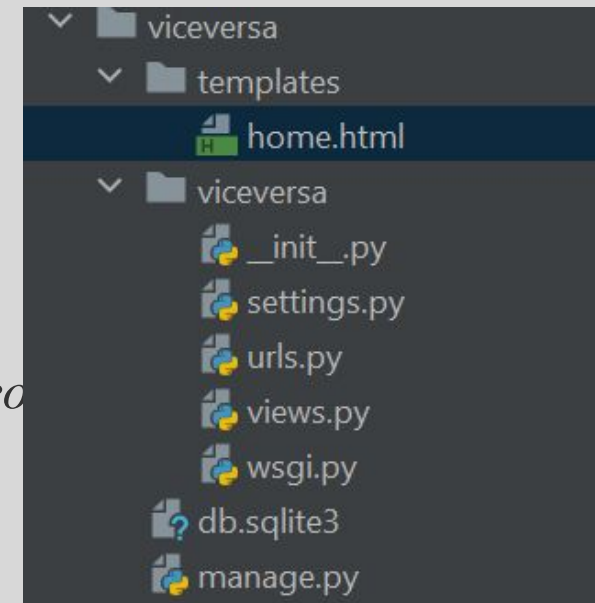 viceversa
templates
home.html
viceversa
__init__.py
settings.py
urls.py
views.py
wsgi.py
db.sqlite3
manage.py